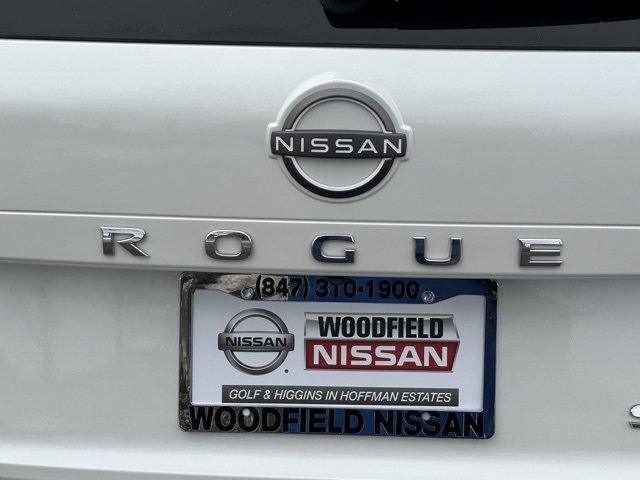 NISSAN
ROGUE
(847) 310-1900
NISSAN
WOODFIELD
NISSAN
GOLF & HIGGINS IN HOFFMAN ESTATES
WOODFIELD NISSAN
S